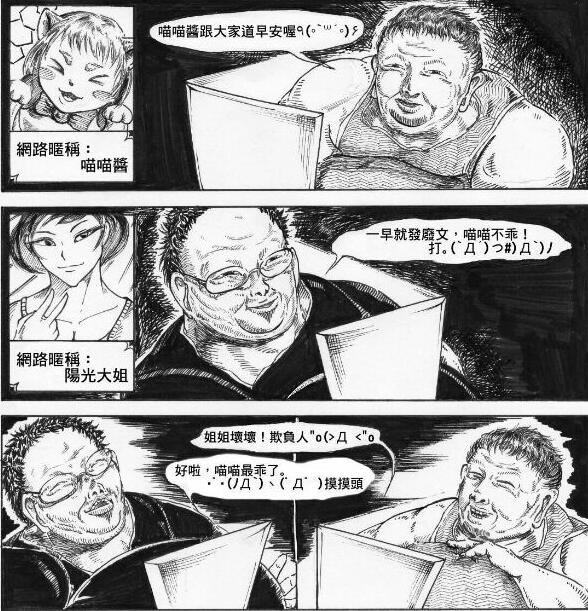 喵喵醬跟大家道早安喔٩(๑˘ω˘๑)۶
網路暱稱：
喵喵醬
一早就發廢文，喵喵不乖！
打。(`Д´)つ#)Д`)ノ
網路暱稱：
陽光大姐
姐姐壞壞！欺負人"o(>Д<"o
好啦，喵喵最乖了。
･ﾟ･(ノД`)ヽ(ﾟДﾟ )摸摸頭